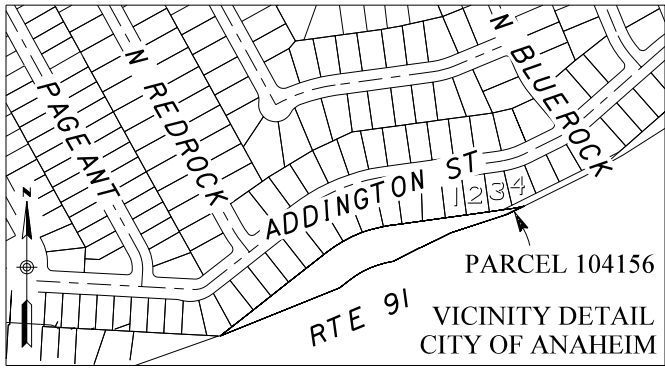 PAGEANT
N REDROCK
N BLUEROCK
ADDINGTON ST
1 2 3 4
N
PARCEL 104156
RTE 91
VICINITY DETAIL
CITY OF ANAHEIM